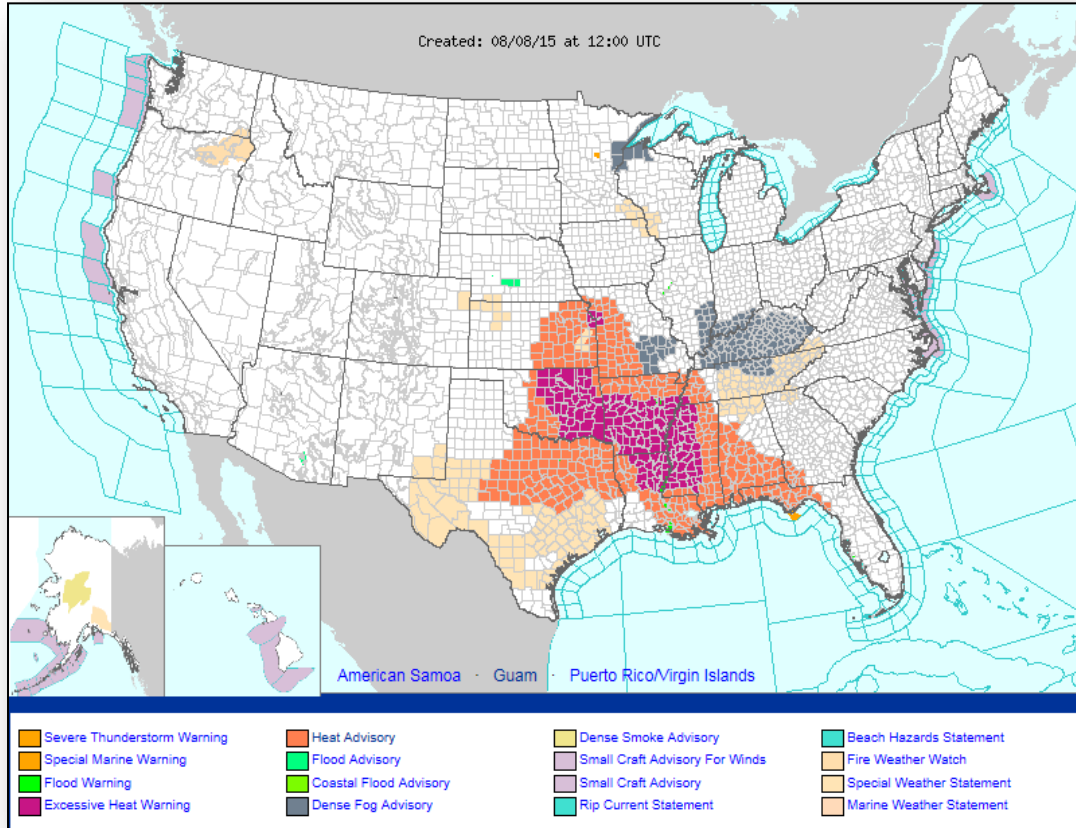 Created: 08/08/15 at 12:00 UTC
American Samoa · Guam · Puerto Rico/Virgin Islands
Severe Thunderstorm Warning
Heat Advisory
Dense Smoke Advisory
Beach Hazards Statement
Special Marine Warning
Flood Advisory
Small Craft Advisory For Winds
Fire Weather Watch
Flood Warning
Coastal Flood Advisory
Small Craft Advisory
Special Weather Statement
Excessive Heat Warning
Dense Fog Advisory
Rip Current Statement
Marine Weather Statement